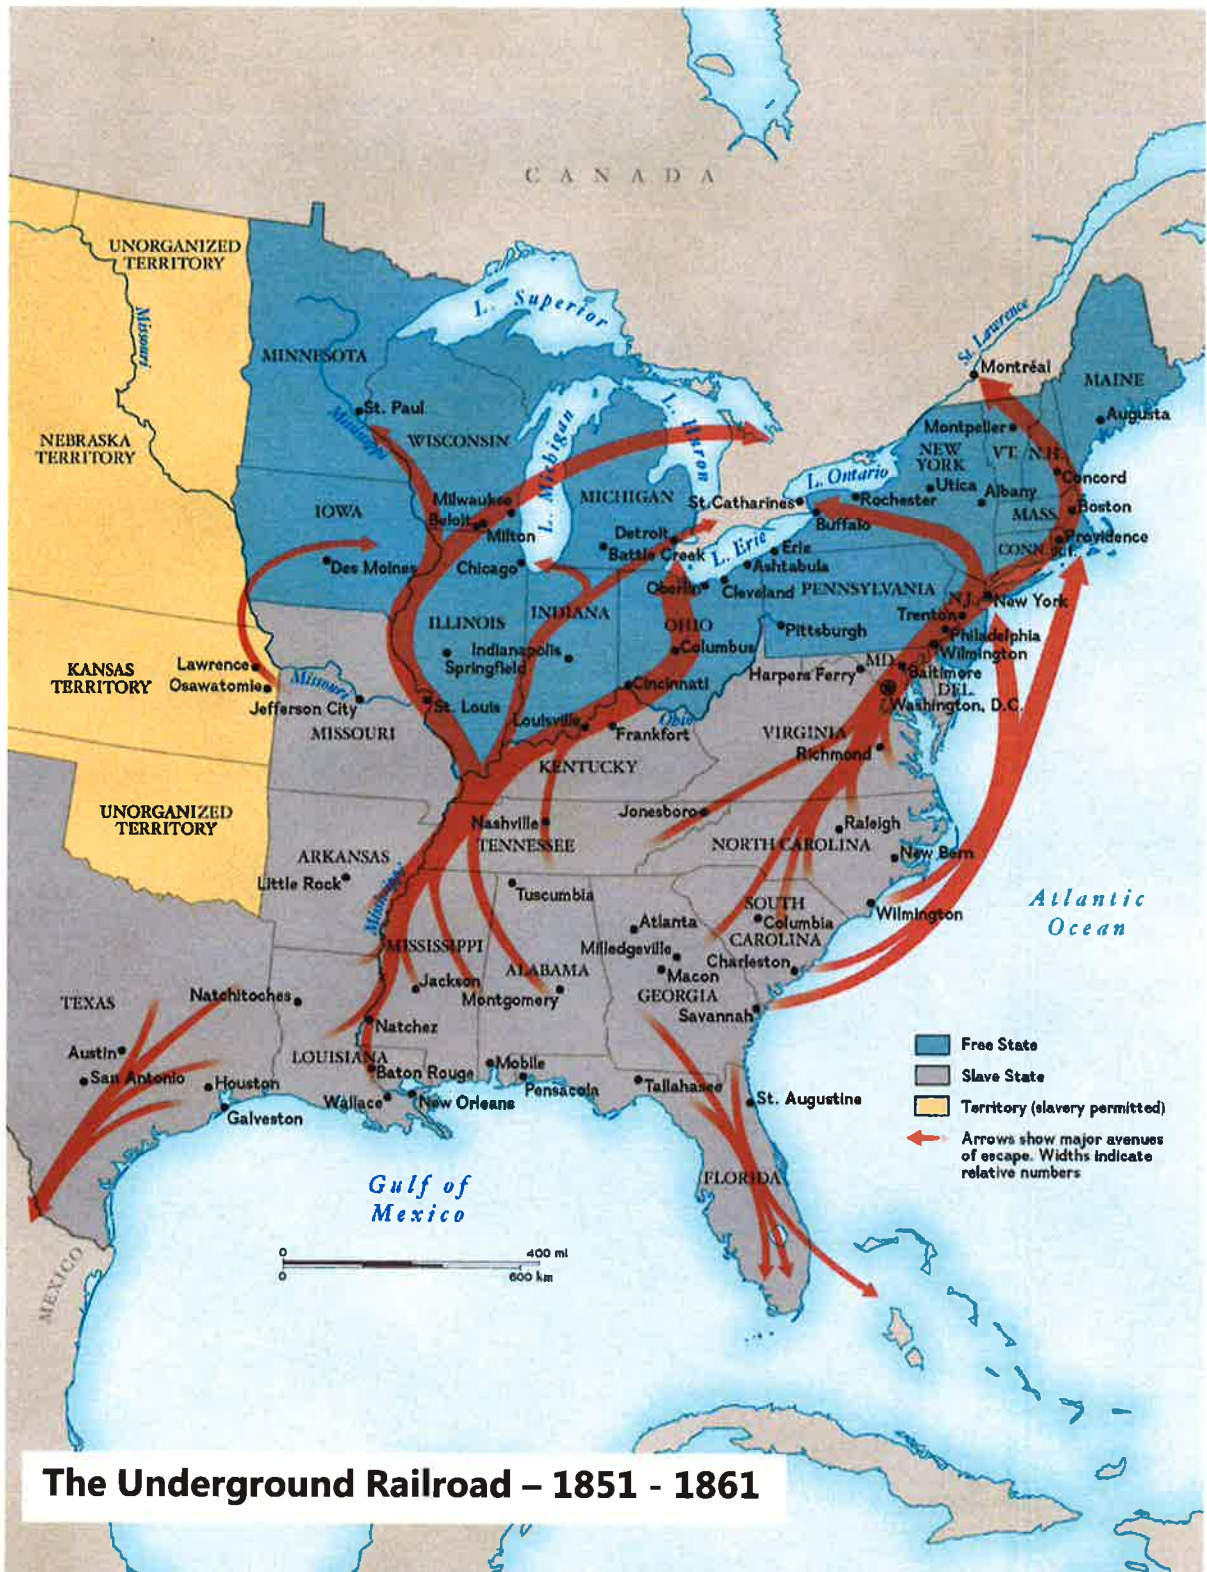 CANADA
UNORGANIZED
TERRITORY
Missouri
L. Superior
MINNESOTA
St. Paul
Mississippi
WISCONSIN
L. Michigan
L. Huron
St. Lawrence
Montréal
MAINE
Augusta
Montpelier
NEW
YORK
VT.
N.H.
L. Ontario
Utica
Albany
Concord
Rochester
St. Catharines
Buffalo
MASS.
Boston
Providence
CONN.
R.I.
NEBRASKA
TERRITORY
IOWA
Milwaukee
Beloit
Milton
MICHIGAN
Detroit
Battle Creek
L. Erie
Erie
Ashtabula
Des Moines
Chicago
Oberlin
Cleveland
PENNSYLVANIA
N.J.
New York
Trenton
ILLINOIS
INDIANA
OHIO
Pittsburgh
Philadelphia
Wilmington
Springfield
Indianapolis
Columbus
Harpers Ferry
MD.
Baltimore
DEL.
Washington, D.C.
KANSAS
TERRITORY
Lawrence
Osawatomie
Missouri
Jefferson City
St. Louis
MISSOURI
Cincinnati
Louisville
Frankfort
Ohio
VIRGINIA
Richmond
KENTUCKY
UNORGANIZED
TERRITORY
Nashville
TENNESSEE
Jonesboro
Raleigh
NORTH CAROLINA
New Bern
ARKANSAS
Little Rock
Mississippi
Tuscumbia
Atlanta
SOUTH
CAROLINA
Columbia
Wilmington
Atlantic
Ocean
MISSISSIPPI
Jackson
ALABAMA
Montgomery
Milledgeville
Macon
GEORGIA
Charleston
Savannah
TEXAS
Natchitoches
Natchez
Austin
San Antonio
Houston
Galveston
LOUISIANA
Baton Rouge
Wallace
New Orleans
Mobile
Pensacola
Tallahasee
St. Augustine
FLORIDA
Free State
Slave State
Territory (slavery permitted)
Arrows show major avenues
of escape. Widths indicate
relative numbers
Gulf of
Mexico
MEXICO
0
400 mi
0
600 km
The Underground Railroad – 1851 - 1861